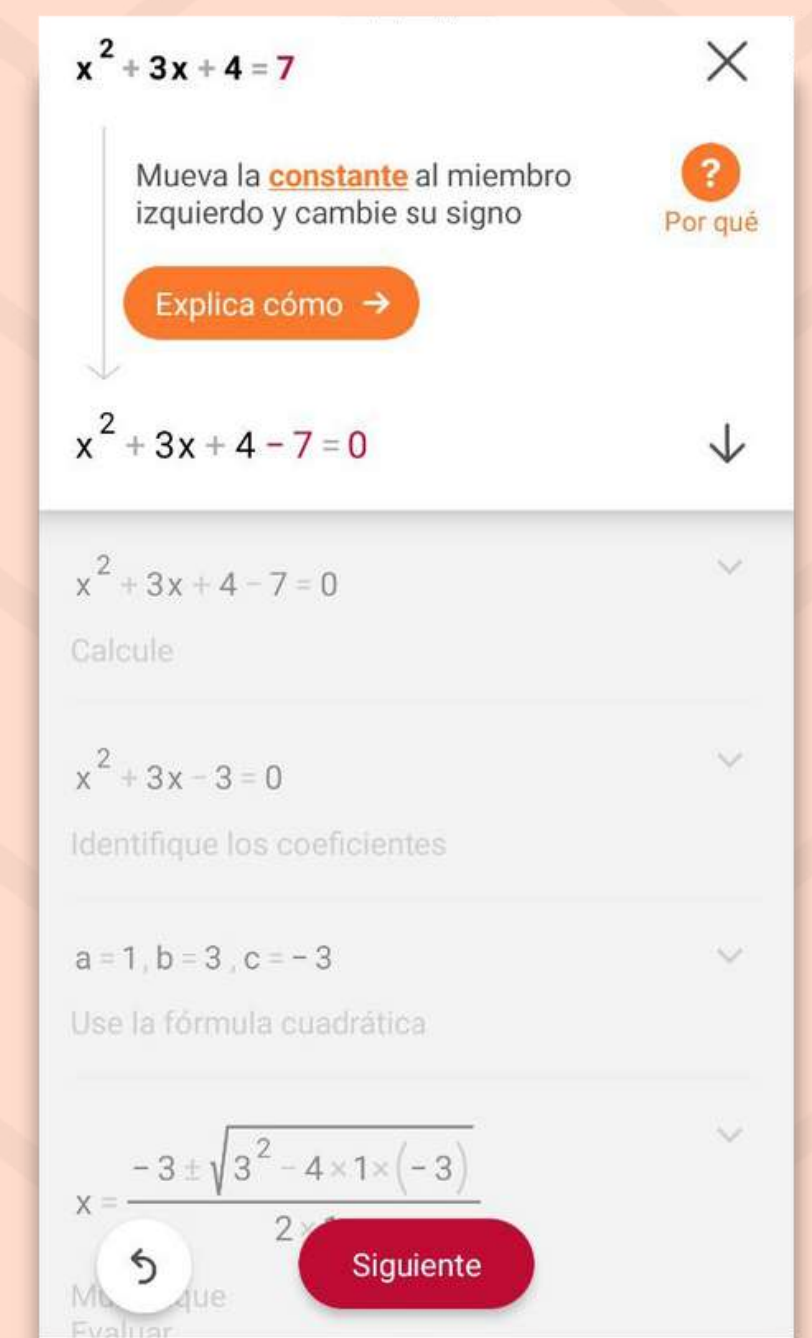 x² + 3x + 4 = 7
Mueva la constante al miembro
izquierdo y cambie su signo
?
Por qué
Explica cómo →
x² + 3x + 4 − 7 = 0
x² + 3x + 4 − 7 = 0
Calcule
x² + 3x − 3 = 0
Identifique los coeficientes
a = 1 , b = 3 , c = − 3
Use la fórmula cuadrática
− 3 ± √3² − 4 × 1 × (− 3)
x =
2 ×
Siguiente
Evaluar